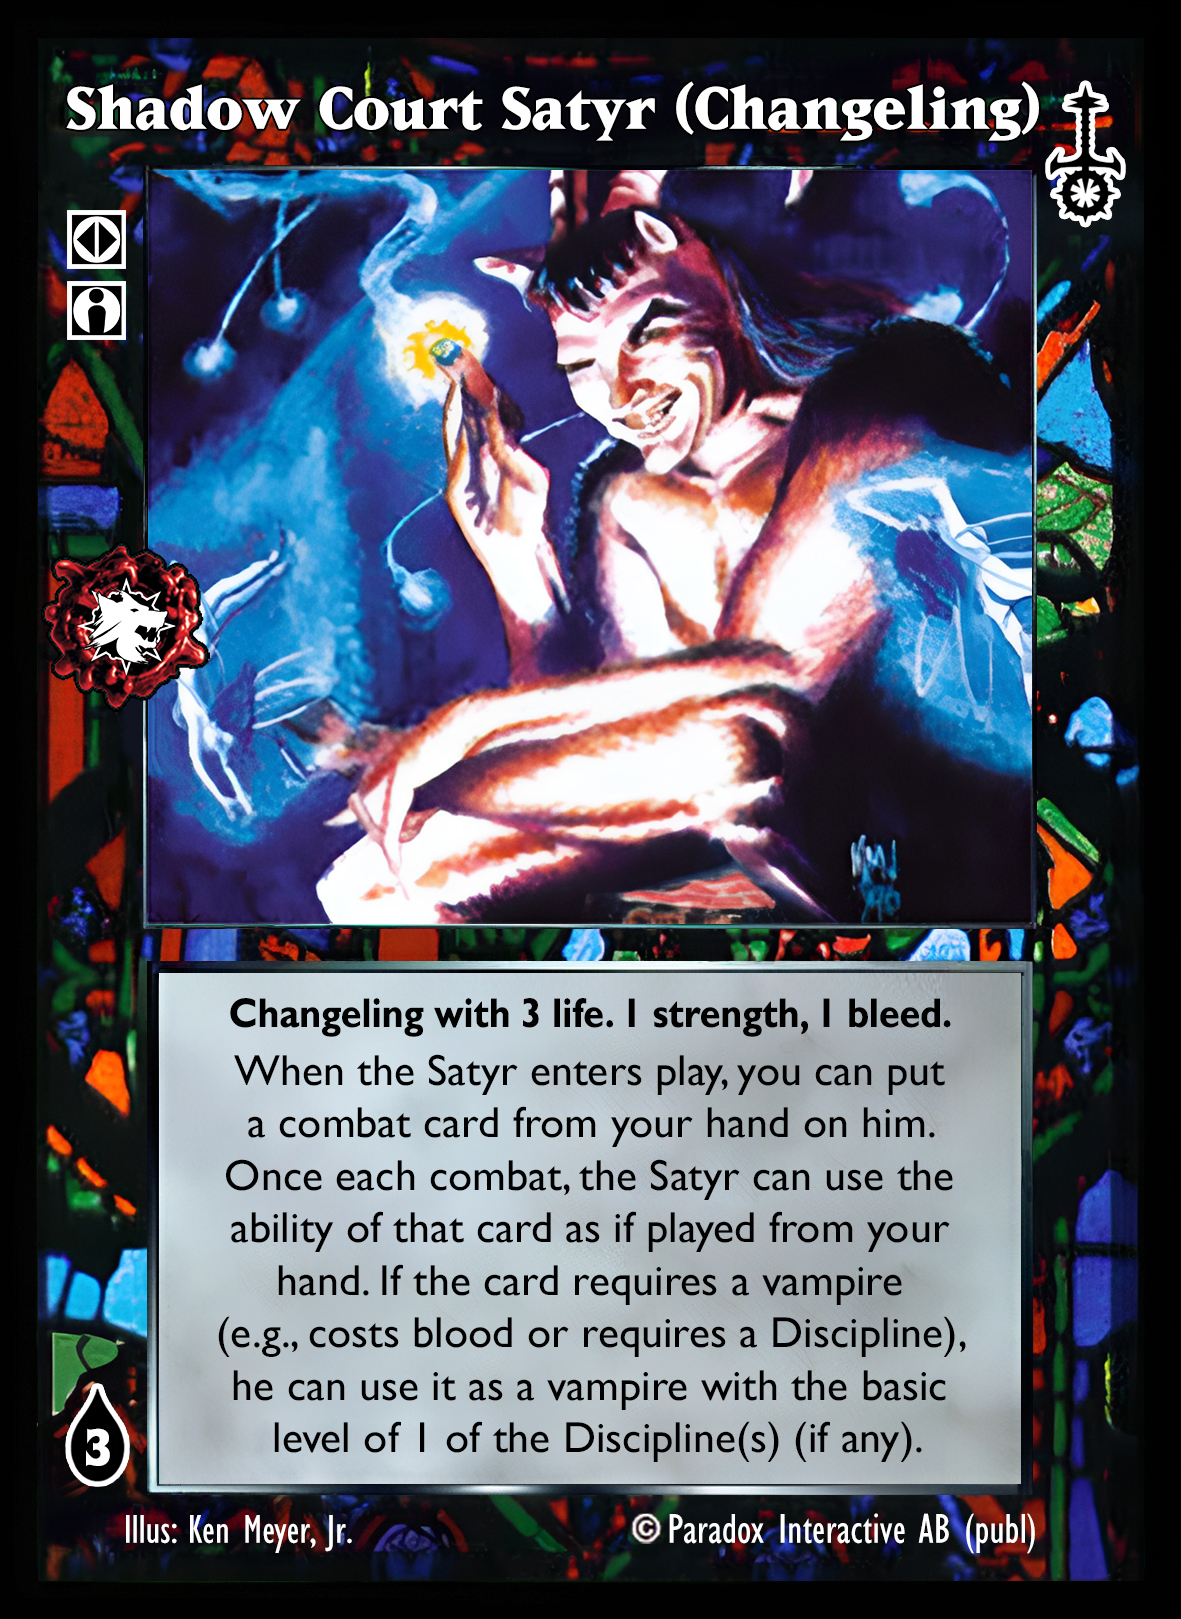 Shadow Court Satyr (Changeling)
Changeling with 3 life. 1 strength, 1 bleed.
When the Satyr enters play, you can put
a combat card from your hand on him.
Once each combat, the Satyr can use the
ability of that card as if played from your
hand. If the card requires a vampire
(e.g., costs blood or requires a Discipline),
he can use it as a vampire with the basic
level of 1 of the Discipline(s) (if any).
3
Illus: Ken Meyer, Jr.
© Paradox Interactive AB (publ)